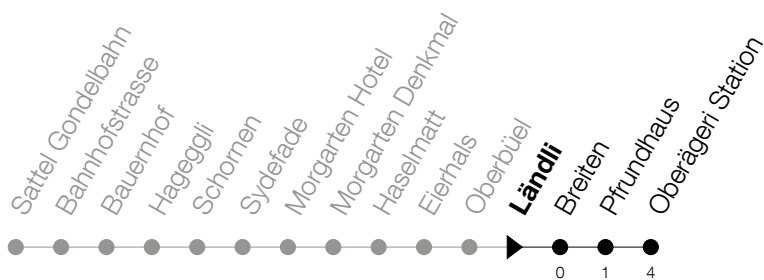 Sattel Gondelbahn
Bahnhofstrasse
Bauernhof
Hageggli
Schornen
Sydefade
Morgarten Hotel
Morgarten Denkmal
Haselmatt
Eierhals
Oberbüel
Ländli
Breiten
Pfrundhaus
Oberägeri Station
0 1 4